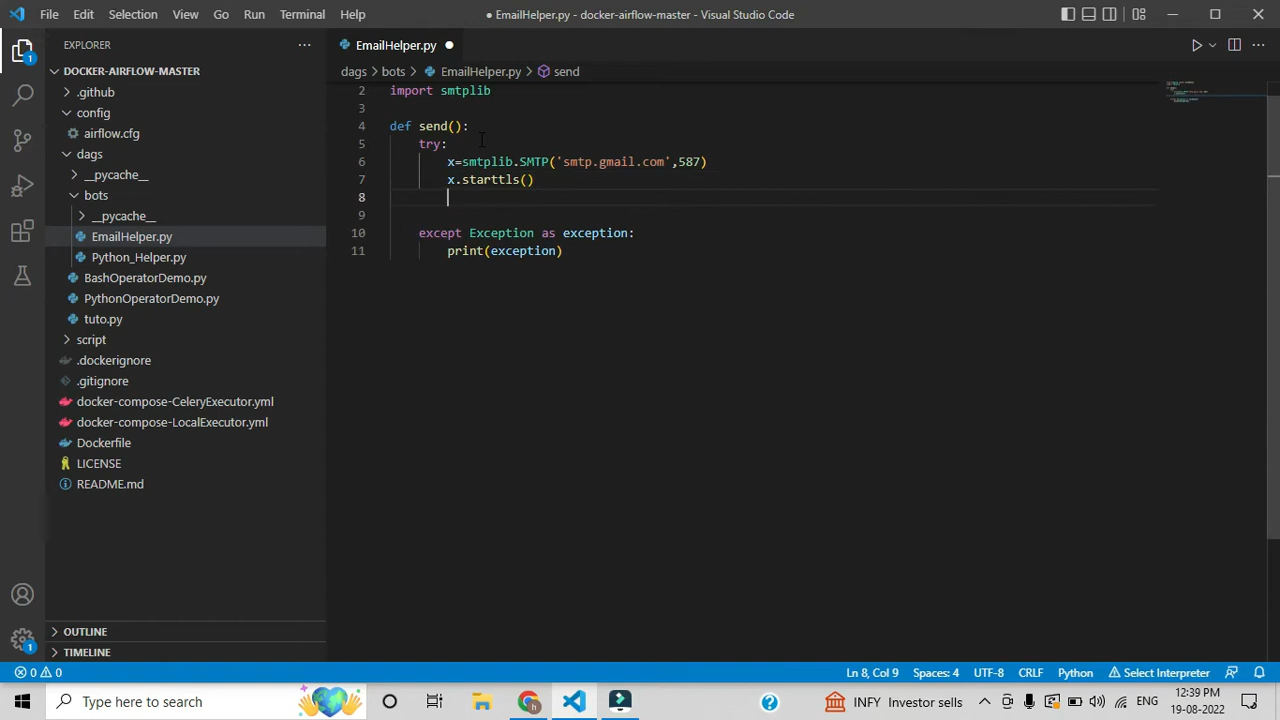 File Edit Selection View Go Run Terminal Help
● EmailHelper.py - docker-airflow-master - Visual Studio Code
EXPLORER
EmailHelper.py
DOCKER-AIRFLOW-MASTER
dags > bots > EmailHelper.py > send
.github
config
airflow.cfg
dags
__pycache__
bots
__pycache__
EmailHelper.py
Python_Helper.py
BashOperatorDemo.py
PythonOperatorDemo.py
tuto.py
script
.dockerignore
.gitignore
docker-compose-CeleryExecutor.yml
docker-compose-LocalExecutor.yml
Dockerfile
LICENSE
README.md
OUTLINE
TIMELINE
1
1
2 import smtplib
3
4 def send():
5 try:
6 x=smtplib.SMTP('smtp.gmail.com',587)
7 x.starttls()
8
9
10 except Exception as exception:
11 print(exception)
0 0
Ln 8, Col 9 Spaces: 4 UTF-8 CRLF Python Select Interpreter
Type here to search
INFY Investor sells
ENG
12:39 PM
19-08-2022